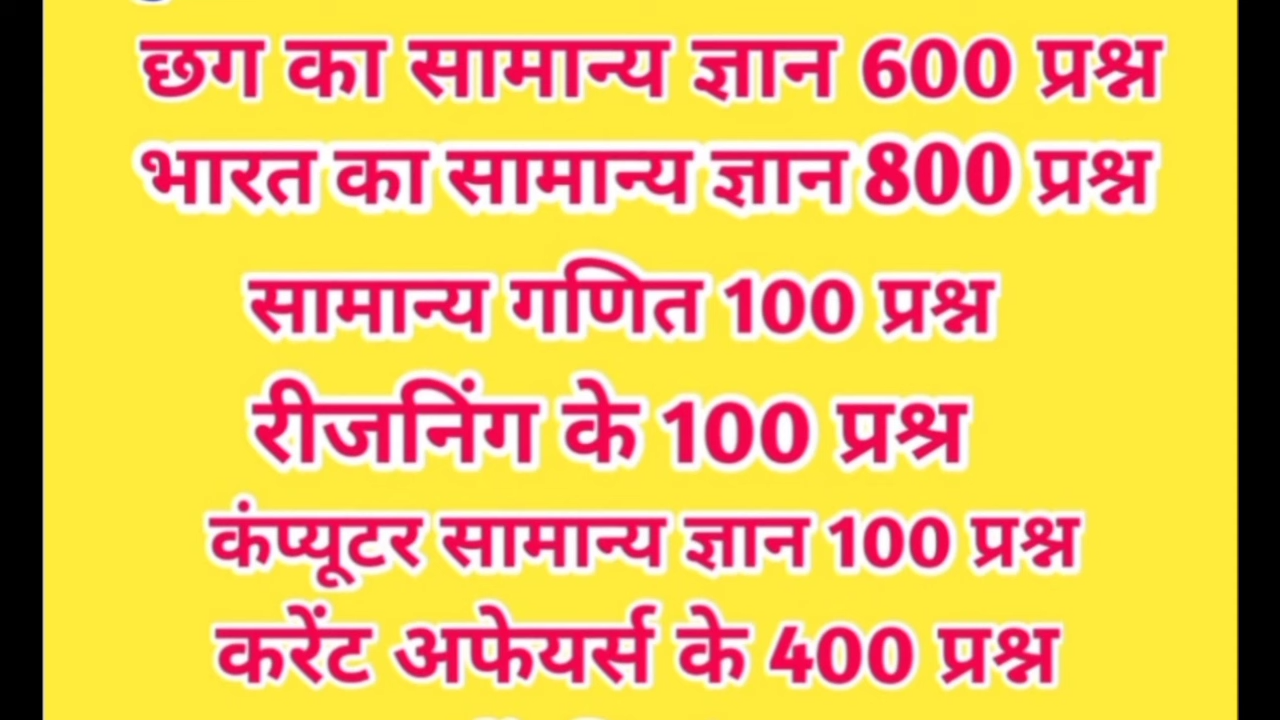 छग का सामान्य ज्ञान 600 प्रश्न
भारत का सामान्य ज्ञान 800 प्रश्न
सामान्य गणित 100 प्रश्न
रीजनिंग के 100 प्रश्न
कंप्यूटर सामान्य ज्ञान 100 प्रश्न
करेंट अफेयर्स के 400 प्रश्न